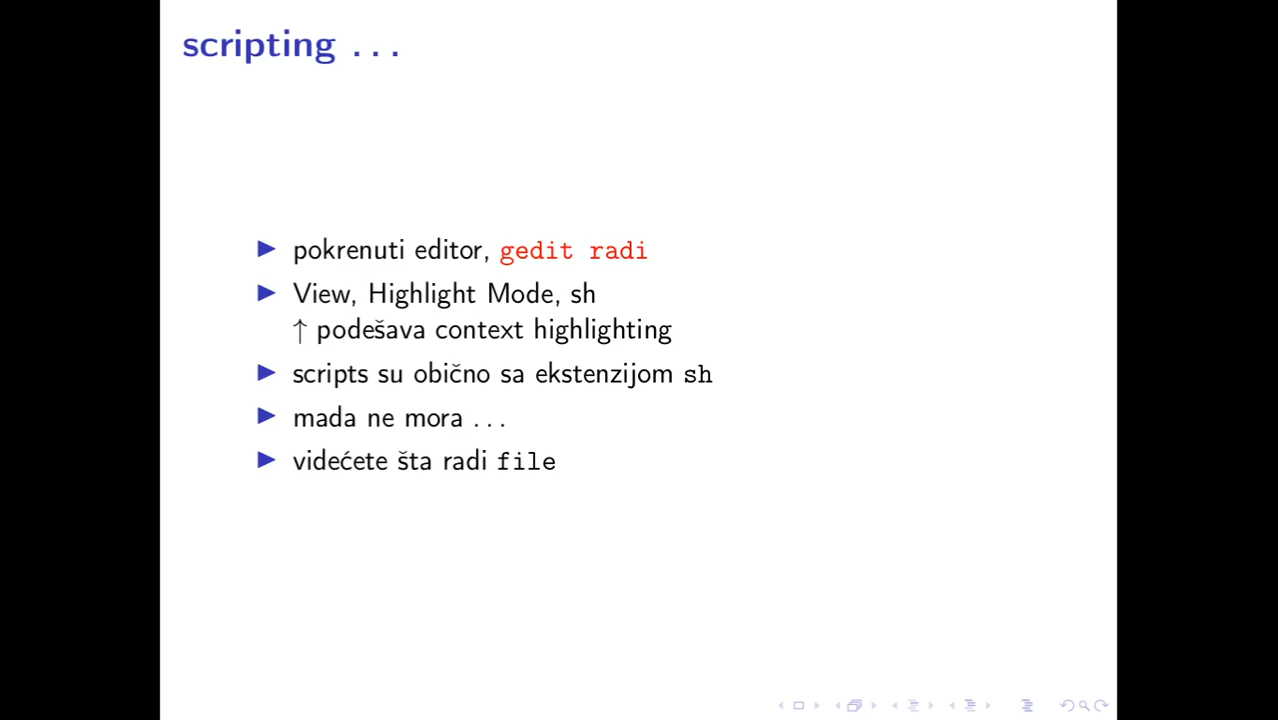 scripting ...
pokrenuti editor, gedit radi
View, Highlight Mode, sh
↑ podešava context highlighting
scripts su obično sa ekstenzijom sh
mada ne mora ...
videćete šta radi file